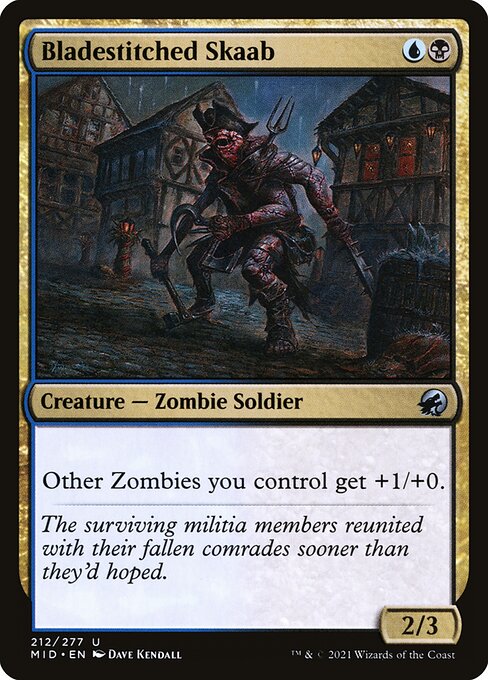 Bladestitched Skaab
Creature — Zombie Soldier
Other Zombies you control get +1/+0.
The surviving militia members reunited
with their fallen comrades sooner than
they'd hoped.
2/3
212/277 U
MID • EN Dave Kendall
™ & © 2021 Wizards of the Coast